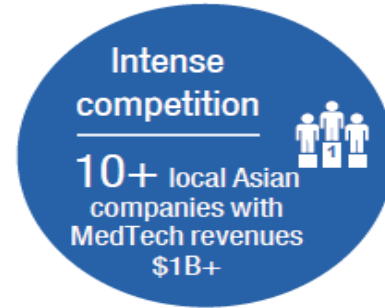 Intense
competition
1
10+ local Asian
companies with
MedTech revenues
$1B+